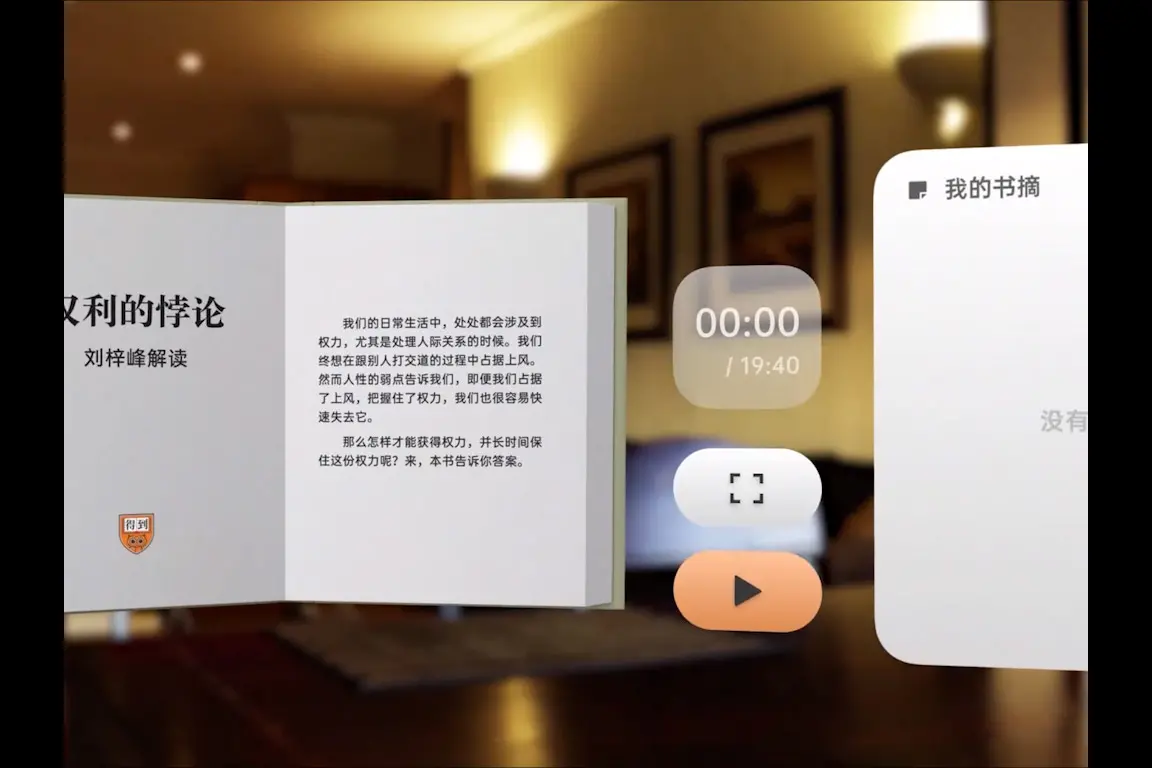 利的悖论
刘梓峰解读
得到
我们的日常生活中，处处都会涉及到
权力，尤其是处理人际关系的时候。我们
终想在跟别人打交道的过程中占据上风。
然而人性的弱点告诉我们，即便我们占据
了上风，把握住了权力，我们也很容易快
速失去它。
那么怎样才能获得权力，并长时间保
住这份权力呢？来，本书告诉你答案。
00:00
/ 19:40
我的书摘
没有